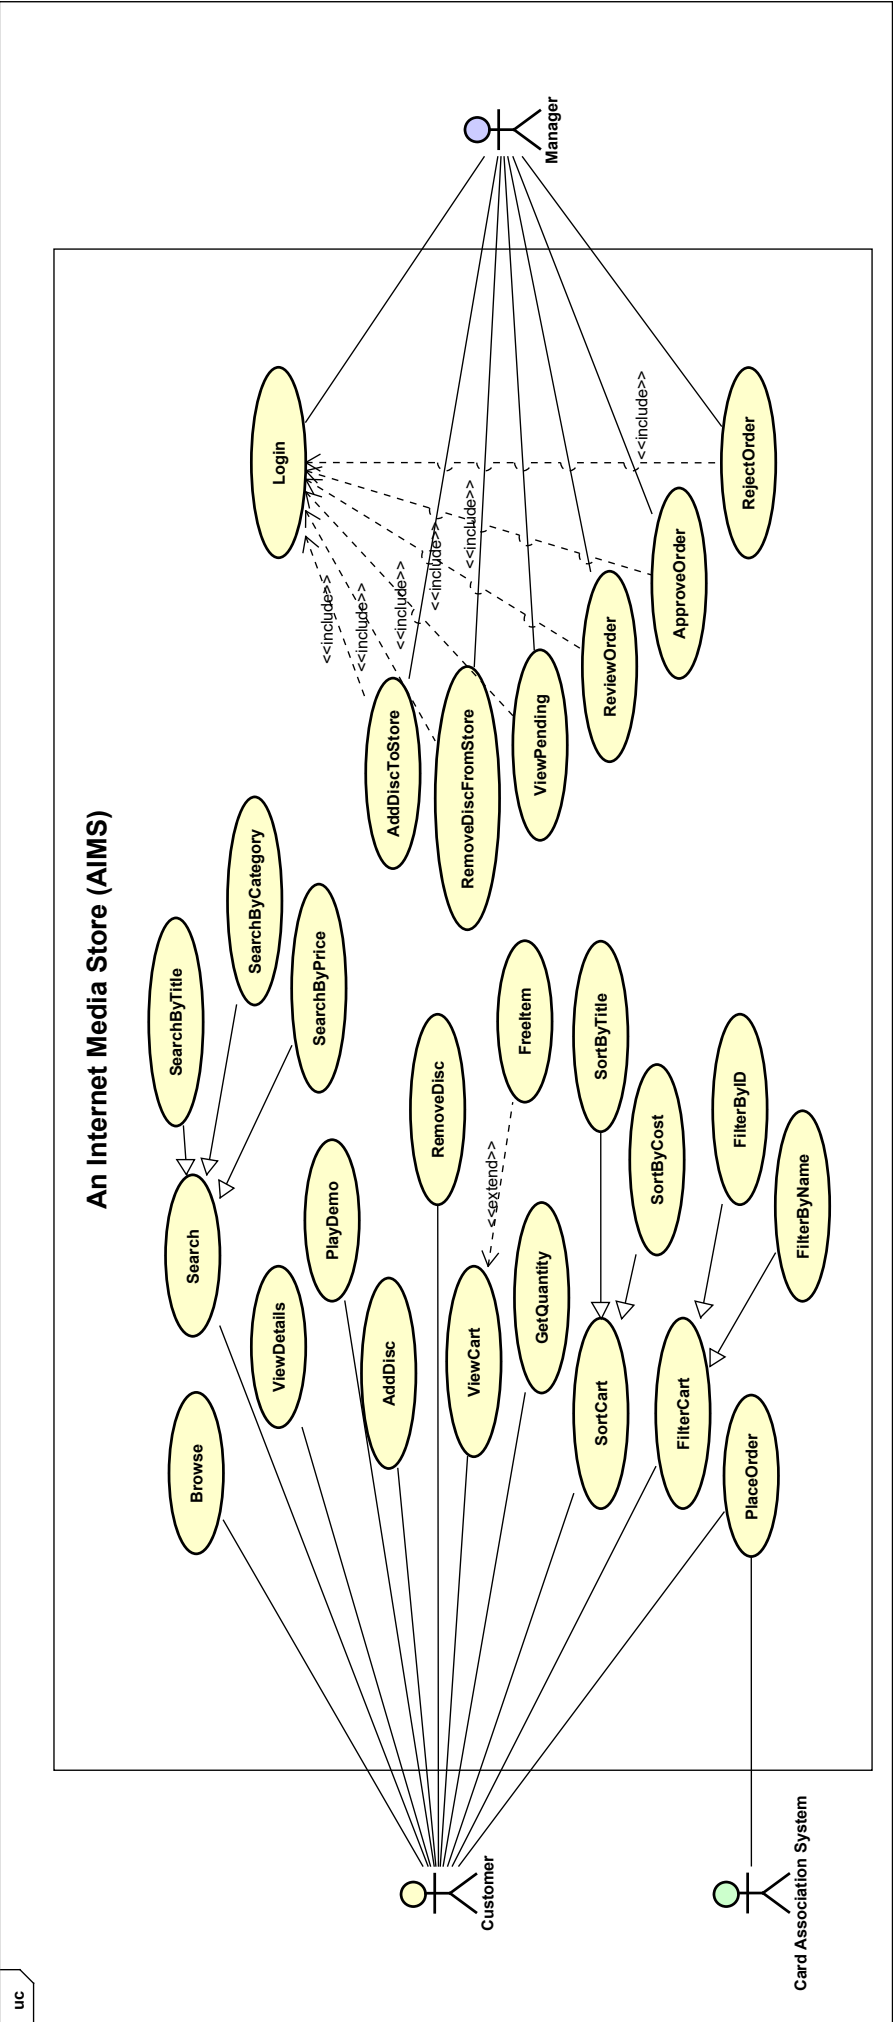 uc
An Internet Media Store (AIMS)
Customer
Card Association System
Manager
Browse
Search
SearchByTitle
SearchByCategory
SearchByPrice
ViewDetails
PlayDemo
AddDisc
RemoveDisc
ViewCart
<<extend>>
FreeItem
GetQuantity
SortCart
SortByTitle
SortByCost
FilterCart
FilterByID
FilterByName
PlaceOrder
Login
<<include>>
<<include>>
<<include>>
<<include>>
<<include>>
<<include>>
AddDiscToStore
RemoveDiscFromStore
ViewPending
ReviewOrder
ApproveOrder
RejectOrder